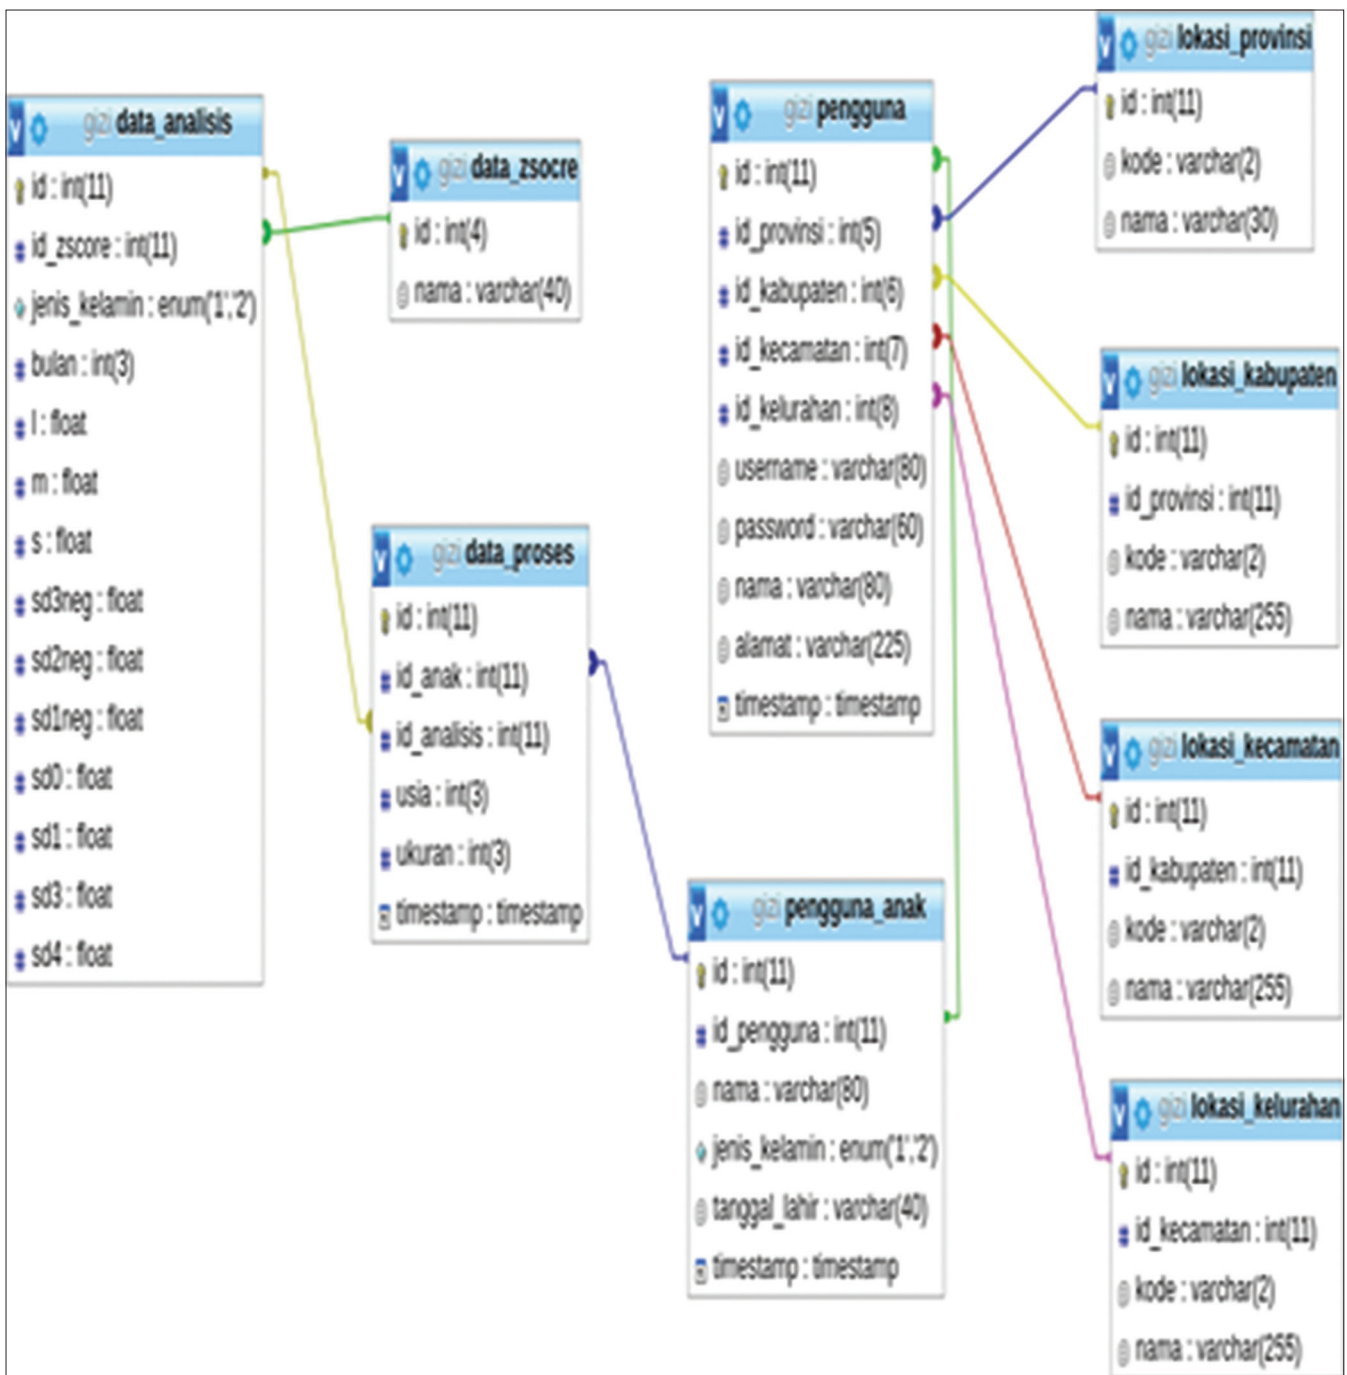 gizi data_analisis
id : int(11)
id_zscore : int(11)
jenis_kelamin : enum('1','2')
bulan : int(3)
l : float
m : float
s : float
sd3neg : float
sd2neg : float
sd1neg : float
sd0 : float
sd1 : float
sd3 : float
sd4 : float
gizi data_zsocre
id : int(4)
nama : varchar(40)
gizi data_proses
id : int(11)
id_anak : int(11)
id_analisis : int(11)
usia : int(3)
ukuran : int(3)
timestamp : timestamp
gizi pengguna
id : int(11)
id_provinsi : int(5)
id_kabupaten : int(6)
id_kecamatan : int(7)
id_kelurahan : int(8)
username : varchar(80)
password : varchar(60)
nama : varchar(80)
alamat : varchar(225)
timestamp : timestamp
gizi pengguna_anak
id : int(11)
id_pengguna : int(11)
nama : varchar(80)
jenis_kelamin : enum('1','2')
tanggal_lahir : varchar(40)
timestamp : timestamp
gizi lokasi_provinsi
id : int(11)
kode : varchar(2)
nama : varchar(30)
gizi lokasi_kabupaten
id : int(11)
id_provinsi : int(11)
kode : varchar(2)
nama : varchar(255)
gizi lokasi_kecamatan
id : int(11)
id_kabupaten : int(11)
kode : varchar(2)
nama : varchar(255)
gizi lokasi_kelurahan
id : int(11)
id_kecamatan : int(11)
kode : varchar(2)
nama : varchar(255)